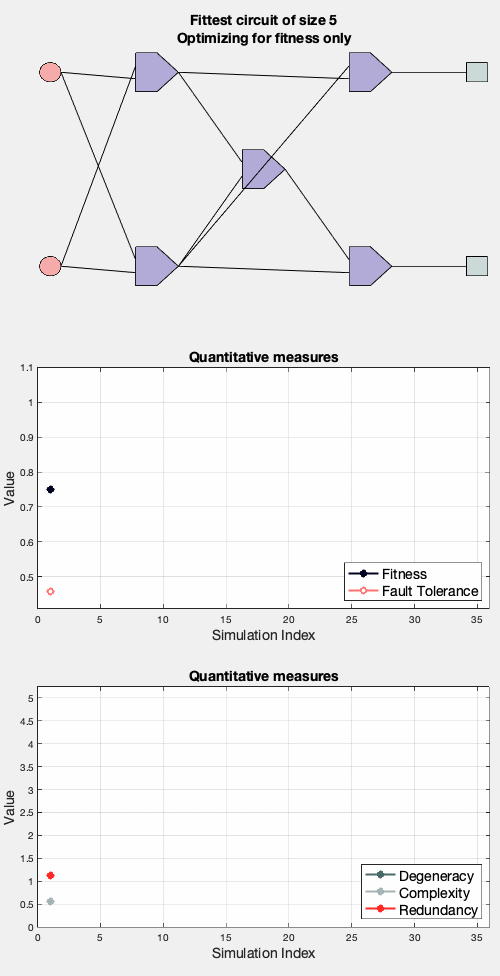 Fittest circuit of size 5
Optimizing for fitness only
Quantitative measures
Value
1.1
1
0.9
0.8
0.7
0.6
0.5
Fitness
Fault Tolerance
0 5 10 15 20 25 30 35
Simulation Index
Quantitative measures
Value
5
4.5
4
3.5
3
2.5
2
1.5
1
0.5
0
Degeneracy
Complexity
Redundancy
0 5 10 15 20 25 30 35
Simulation Index